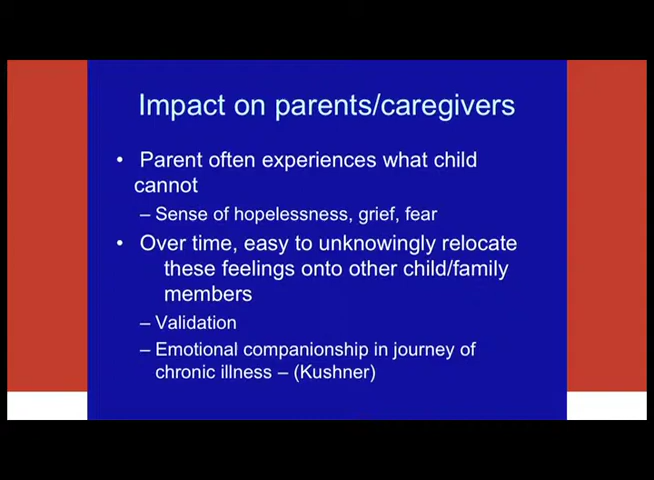 Impact on parents/caregivers
• Parent often experiences what child
cannot
– Sense of hopelessness, grief, fear
• Over time, easy to unknowingly relocate
these feelings onto other child/family
members
– Validation
– Emotional companionship in journey of
chronic illness – (Kushner)